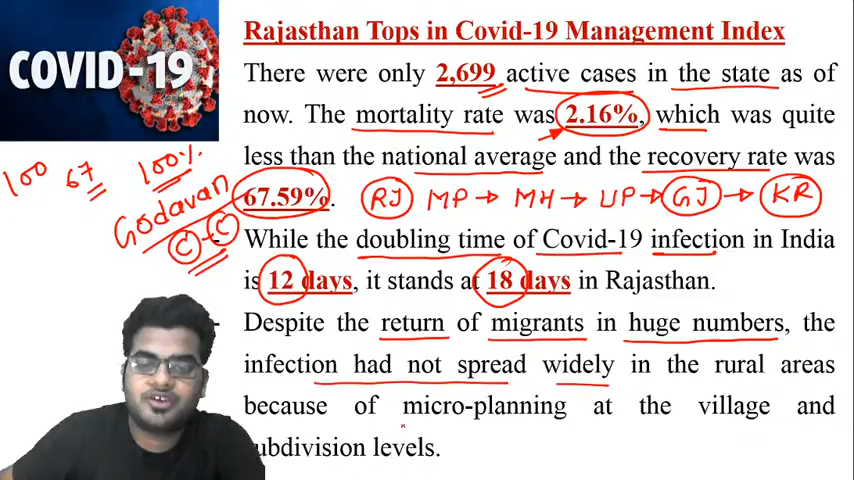 Rajasthan Tops in Covid-19 Management Index
COVID-19
There were only 2,699 active cases in the state as of
now. The mortality rate was 2.16%, which was quite
less than the national average and the recovery rate was
67.59%.
100 67 100%
Godavan
C - C
RJ MP → MH → UP → GJ → KR
- While the doubling time of Covid-19 infection in India
is 12 days, it stands at 18 days in Rajasthan.
- Despite the return of migrants in huge numbers, the
infection had not spread widely in the rural areas
because of micro-planning at the village and
ubdivision levels.